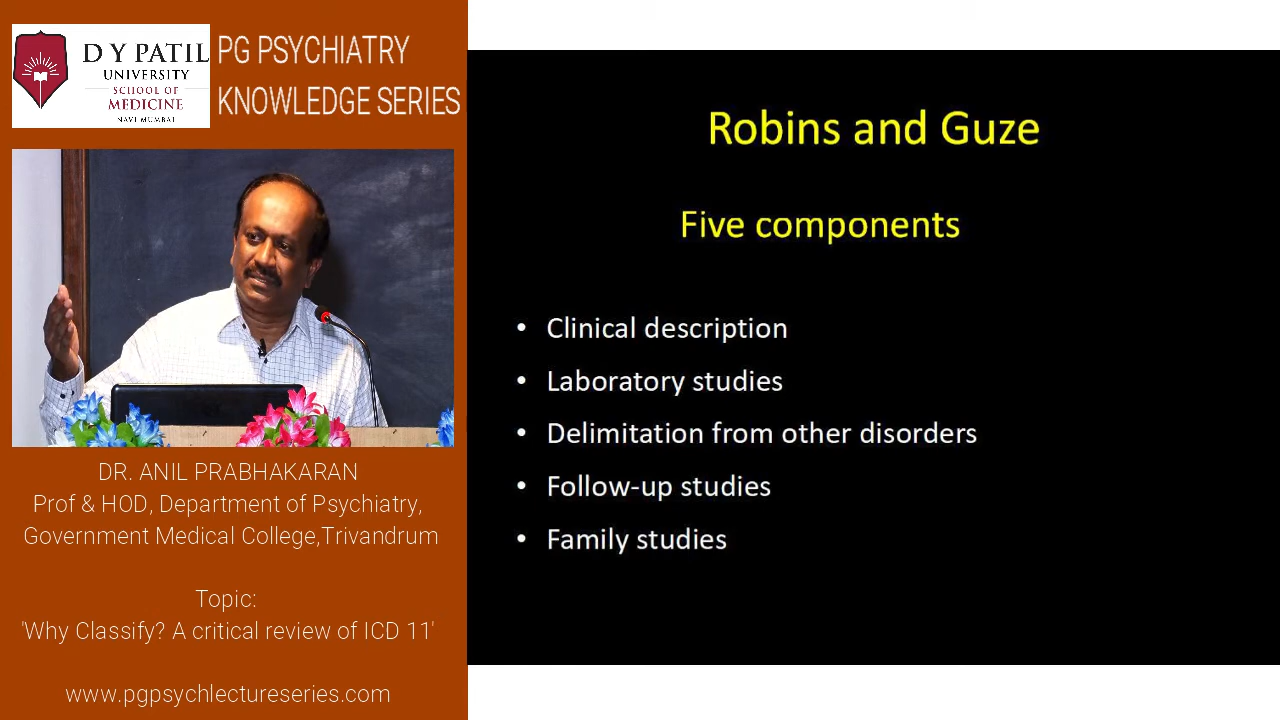 D Y PATIL
UNIVERSITY
SCHOOL OF
MEDICINE
NAVI MUMBAI
PG PSYCHIATRY
KNOWLEDGE SERIES
DR. ANIL PRABHAKARAN
Prof & HOD, Department of Psychiatry,
Government Medical College,Trivandrum
Topic:
'Why Classify? A critical review of ICD 11'
www.pgpsychlectureseries.com
Robins and Guze
Five components
• Clinical description
• Laboratory studies
• Delimitation from other disorders
• Follow-up studies
• Family studies